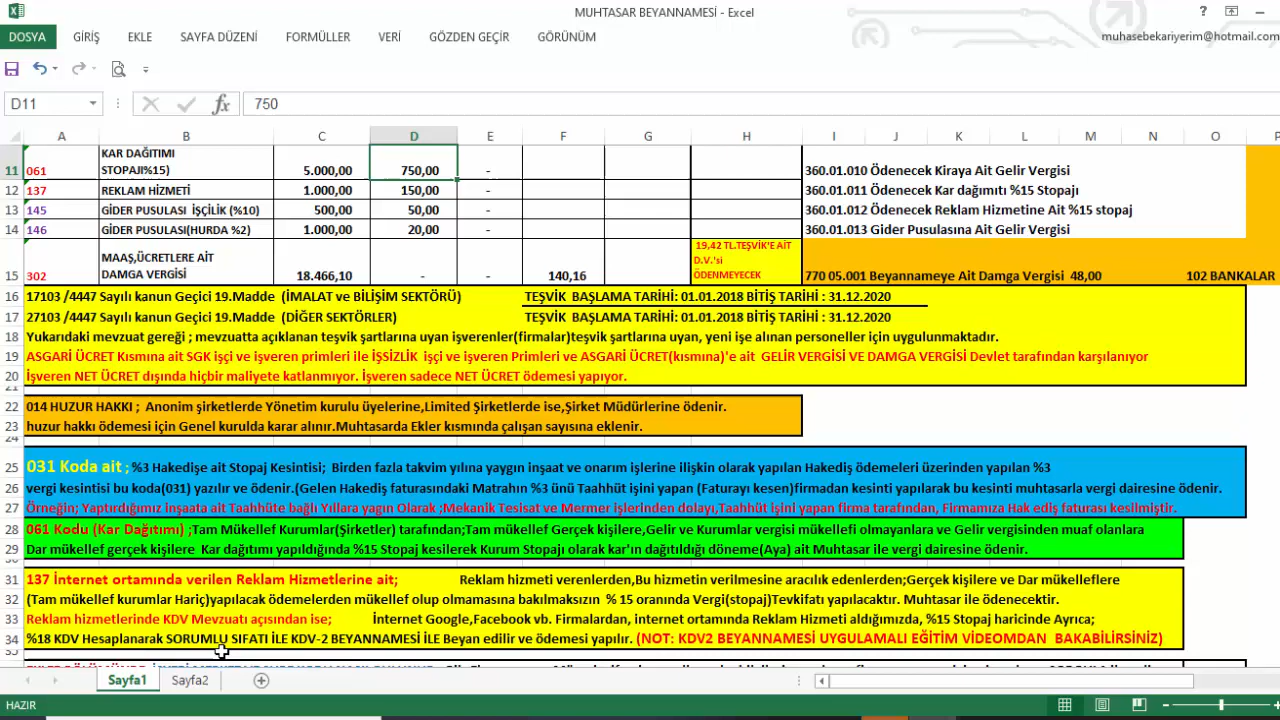 MUHTASAR BEYANNAMESİ - Excel
?
DOSYA GİRİŞ EKLE SAYFA DÜZENİ FORMÜLLER VERİ GÖZDEN GEÇİR GÖRÜNÜM
muhasebekariyerim@hotmail.com
D11 fx 750
A B C D E F G H I J K L M N O P
11 061 KAR DAĞITIMI
STOPAJI%15) 5.000,00 750,00 - 360.01.010 Ödenecek Kiraya Ait Gelir Vergisi
12 137 REKLAM HİZMETİ 1.000,00 150,00 - 360.01.011 Ödenecek Kar dağımıtı %15 Stopajı
13 145 GİDER PUSULASI İŞÇİLİK (%10) 500,00 50,00 - 360.01.012 Ödenecek Reklam Hizmetine Ait %15 stopaj
14 146 GİDER PUSULASI(HURDA %2) 1.000,00 20,00 - 360.01.013 Gider Pusulasına Ait Gelir Vergisi
15 302 MAAŞ,ÜCRETLERE AİT
DAMGA VERGİSİ 18.466,10 - - 140,16
19,42 TL.TEŞVİK'E AİT
D.V.'si
ÖDENMEYECEK
770 05.001 Beyannameye Ait Damga Vergisi 48,00 102 BANKALAR
16 17103 /4447 Sayılı kanun Geçici 19.Madde (İMALAT ve BİLİŞİM SEKTÖRÜ) TEŞVİK BAŞLAMA TARİHİ: 01.01.2018 BİTİŞ TARİHİ : 31.12.2020
17 27103 /4447 Sayılı kanun Geçici 19.Madde (DİĞER SEKTÖRLER) TEŞVİK BAŞLAMA TARİHİ: 01.01.2018 BİTİŞ TARİHİ : 31.12.2020
18 Yukarıdaki mevzuat gereği ; mevzuatta açıklanan teşvik şartlarına uyan işverenler(firmalar)teşvik şartlarına uyan, yeni işe alınan personeller için uygulunmaktadır.
19 ASGARİ ÜCRET Kısmına ait SGK işçi ve işveren primleri ile İŞSİZLİK işçi ve işveren Primleri ve ASGARİ ÜCRET(kısmına)'e ait GELİR VERGİSİ VE DAMGA VERGİSİ Devlet tarafından karşılanıyor
20 İşveren NET ÜCRET dışında hiçbir maliyete katlanmıyor. İşveren sadece NET ÜCRET ödemesi yapıyor.
21
22 014 HUZUR HAKKI ; Anonim şirketlerde Yönetim kurulu üyelerine,Limited Şirketlerde ise,Şirket Müdürlerine ödenir.
23 huzur hakkı ödemesi için Genel kurulda karar alınır.Muhtasarda Ekler kısmında çalışan sayısına eklenir.
24
25 031 Koda ait ; %3 Hakedişe ait Stopaj Kesintisi; Birden fazla takvim yılına yaygın inşaat ve onarım işlerine ilişkin olarak yapılan Hakediş ödemeleri üzerinden yapılan %3
26 vergi kesintisi bu koda(031) yazılır ve ödenir.(Gelen Hakediş faturasındaki Matrahın %3 ünü Taahhüt işini yapan (Faturayı kesen)firmadan kesinti yapılarak bu kesinti muhtasarla vergi dairesine ödenir.
27 Örneğin; Yaptırdığımız inşaata ait Taahhüte bağlı Yıllara yagın Olarak ;Mekanik Tesisat ve Mermer işlerinden dolayı,Taahhüt işini yapan firma tarafından, Firmamıza Hak ediş faturası kesilmiştir.
28 061 Kodu (Kar Dağıtımı) ;Tam Mükellef Kurumlar(Şirketler) tarafından;Tam mükellef Gerçek kişilere,Gelir ve Kurumlar vergisi mükellefi olmayanlara ve Gelir vergisinden muaf olanlara
29 Dar mükellef gerçek kişilere Kar dağıtımı yapıldığında %15 Stopaj kesilerek Kurum Stopajı olarak kar'ın dağıtıldığı döneme(Aya) ait Muhtasar ile vergi dairesine ödenir.
30
31 137 İnternet ortamında verilen Reklam Hizmetlerine ait; Reklam hizmeti verenlerden,Bu hizmetin verilmesine aracılık edenlerden;Gerçek kişilere ve Dar mükelleflere
32 (Tam mükellef kurumlar Hariç)yapılacak ödemelerden mükellef olup olmamasına bakılmaksızın % 15 oranında Vergi(stopaj)Tevkifatı yapılacaktır. Muhtasar ile ödenecektir.
33 Reklam hizmetlerinde KDV Mevzuatı açısından ise; İnternet Google,Facebook vb. Firmalardan, internet ortamında Reklam Hizmeti aldığımızda, %15 Stopaj haricinde Ayrıca;
34 %18 KDV Hesaplanarak SORUMLU SIFATI İLE KDV-2 BEYANNAMESİ İLE Beyan edilir ve ödemesi yapılır. (NOT: KDV2 BEYANNAMESİ UYGULAMALI EĞİTİM VİDEOMDAN BAKABİLİRSİNİZ)
35
Sayfa1 Sayfa2
HAZIR